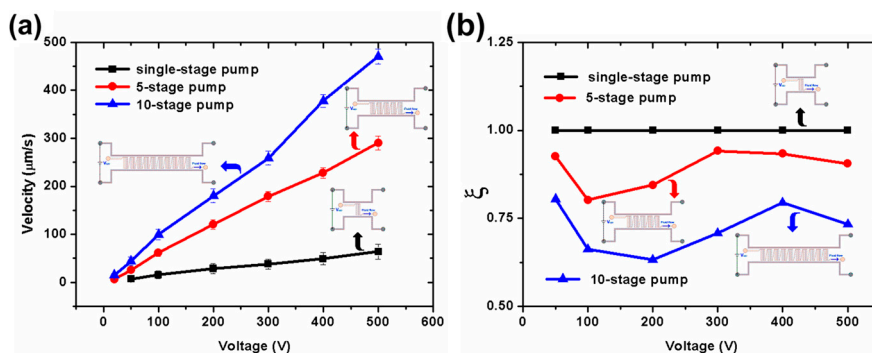 (a)
500
400
300
200
100
0
Velocity (µm/s)
single-stage pump
5-stage pump
10-stage pump
0 100 200 300 400 500 600
Voltage (V)
(b)
1.25
1.00
0.75
0.50
ξ
single-stage pump
5-stage pump
10-stage pump
0 100 200 300 400 500
Voltage (V)